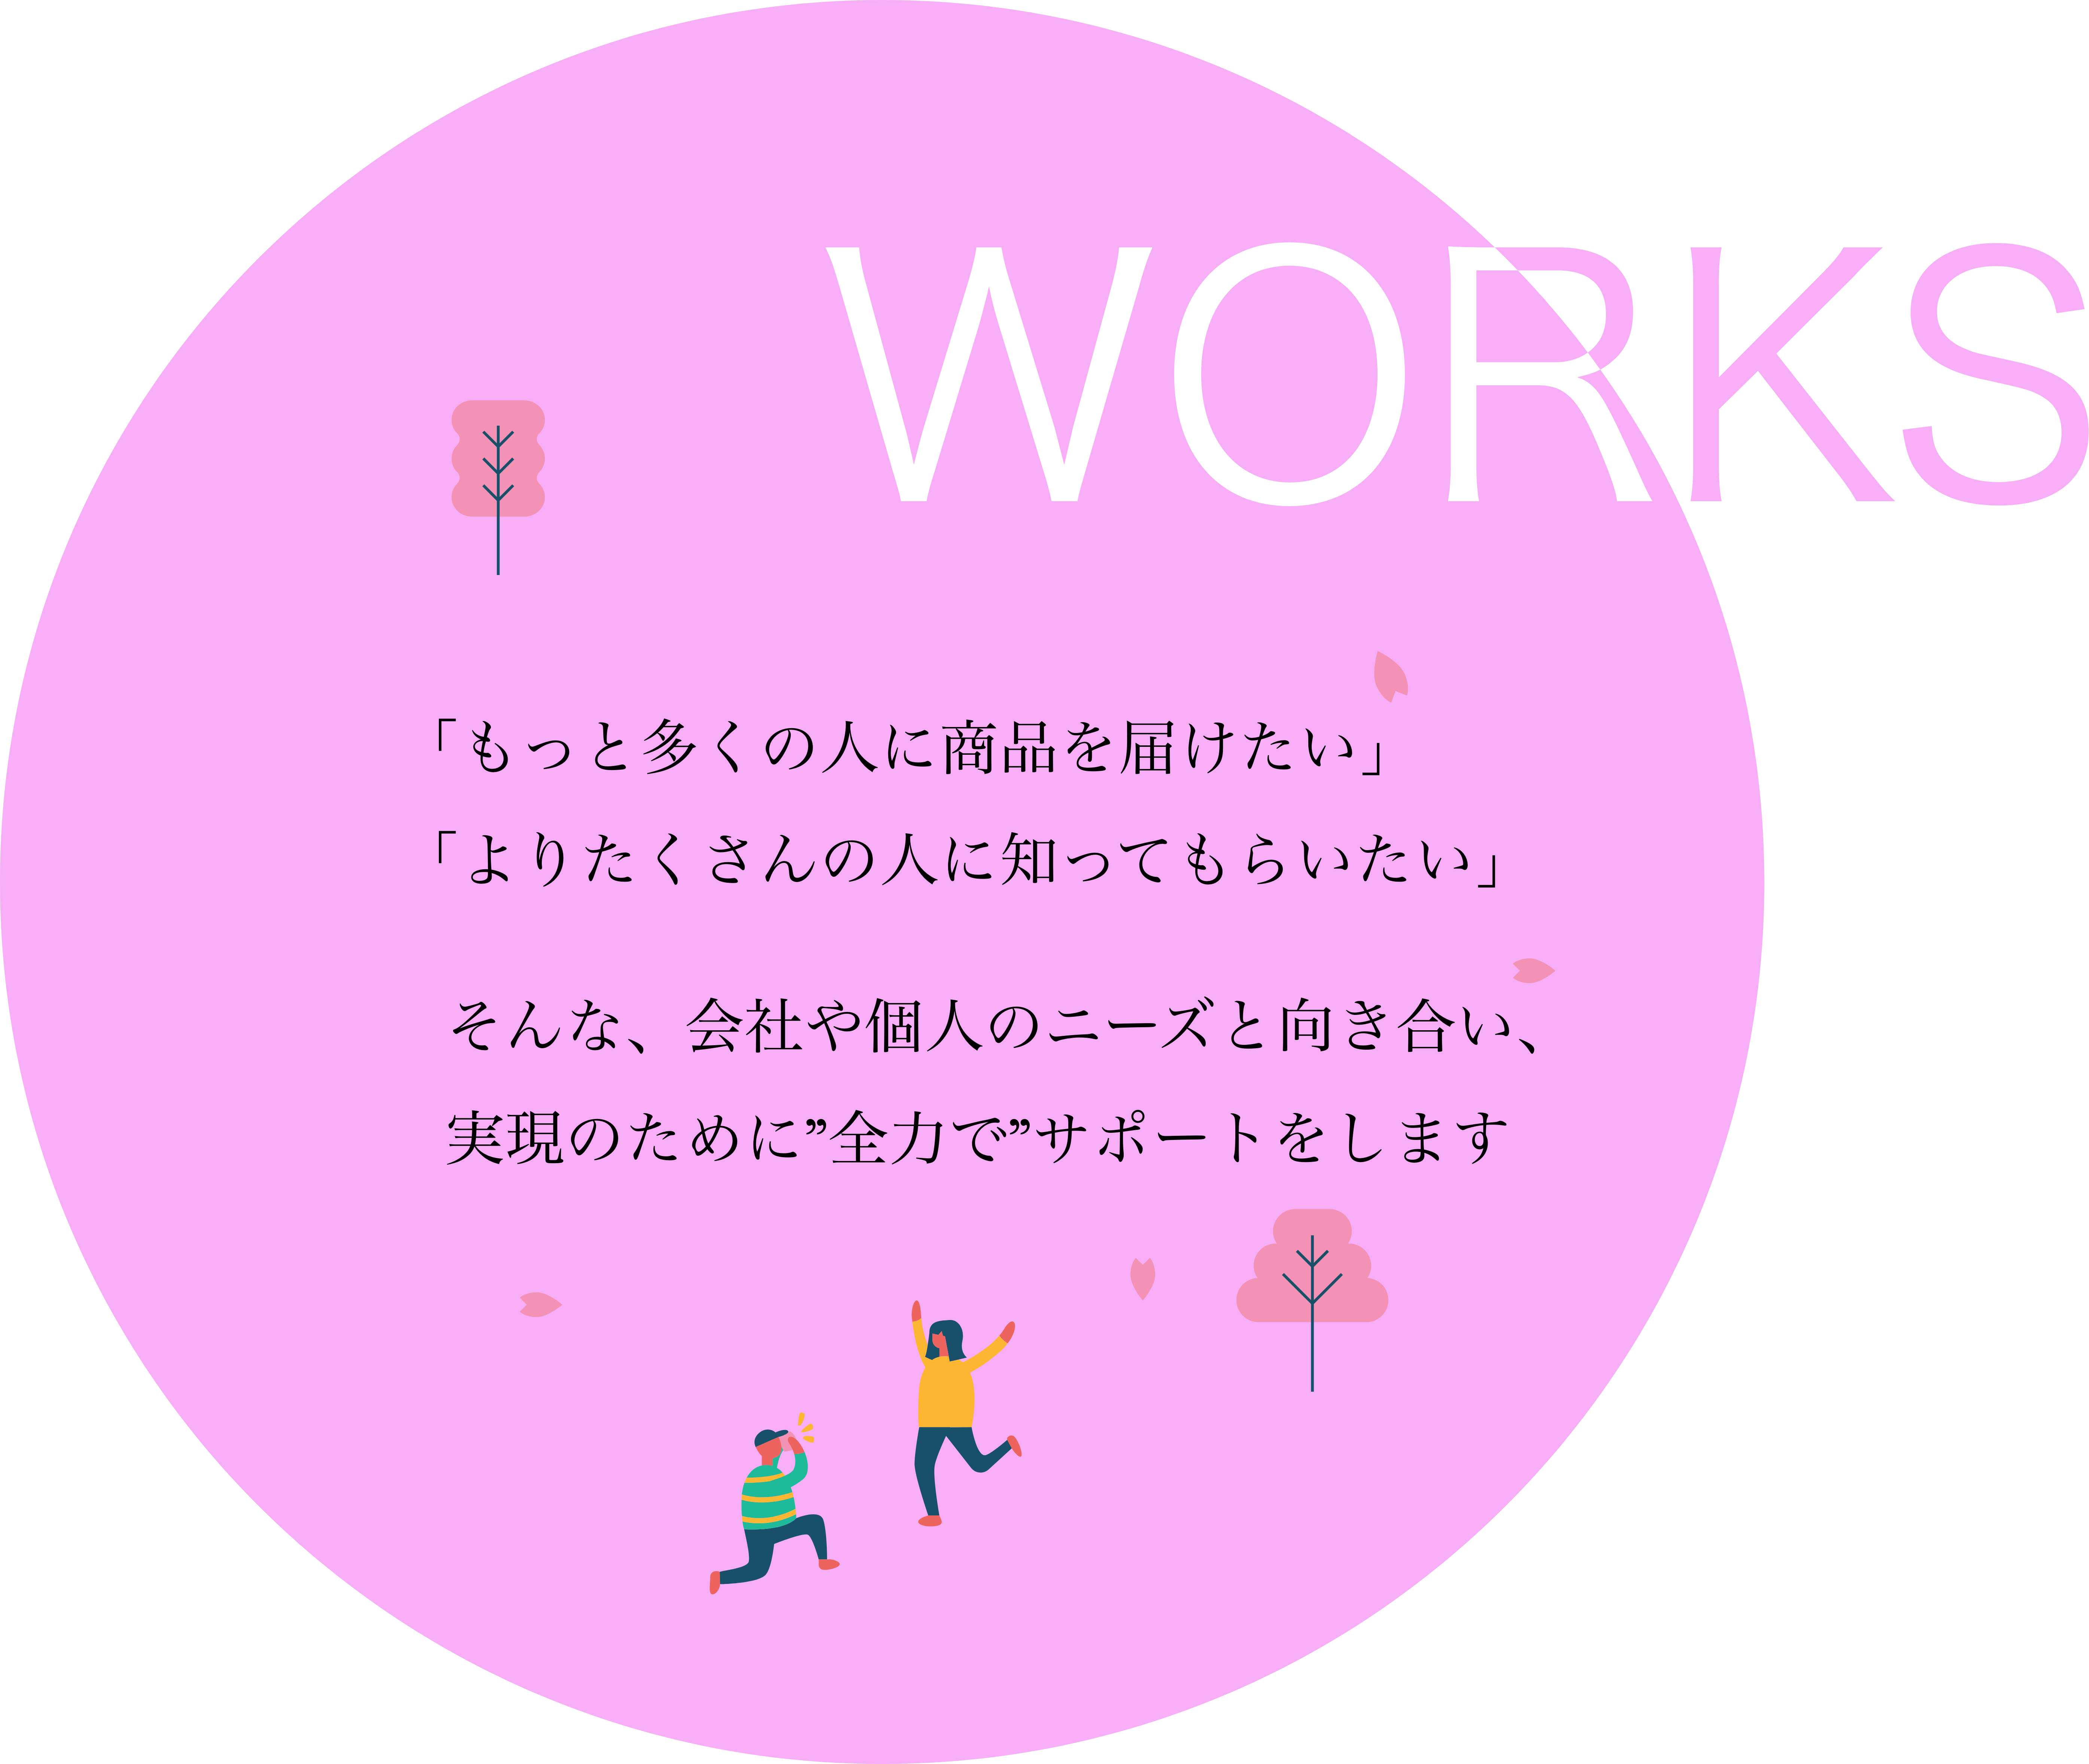 WORKS
「もっと多くの人に商品を届けたい」
「よりたくさんの人に知ってもらいたい」
そんな、会社や個人のニーズと向き合い、
実現のために”全力で”サポートをします